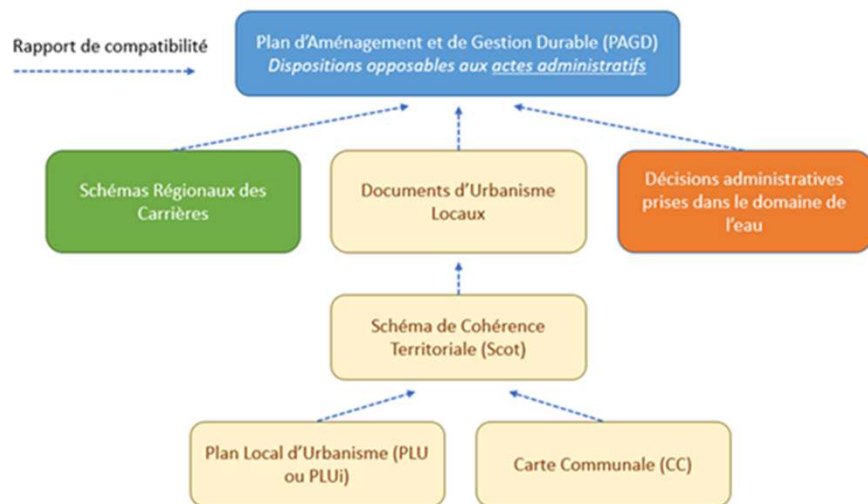 Rapport de compatibilité
Plan d’Aménagement et de Gestion Durable (PAGD)
Dispositions opposables aux actes administratifs
Schémas Régionaux des
Carrières
Documents d’Urbanisme
Locaux
Décisions administratives
prises dans le domaine de
l’eau
Schéma de Cohérence
Territoriale (Scot)
Plan Local d’Urbanisme (PLU
ou PLUi)
Carte Communale (CC)